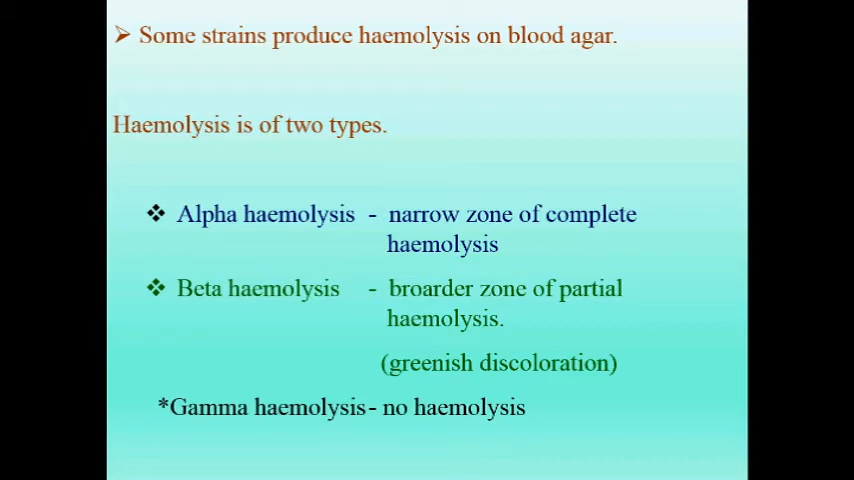 ➢ Some strains produce haemolysis on blood agar.
Haemolysis is of two types.
❖ Alpha haemolysis - narrow zone of complete
haemolysis
❖ Beta haemolysis - broarder zone of partial
haemolysis.
(greenish discoloration)
*Gamma haemolysis - no haemolysis